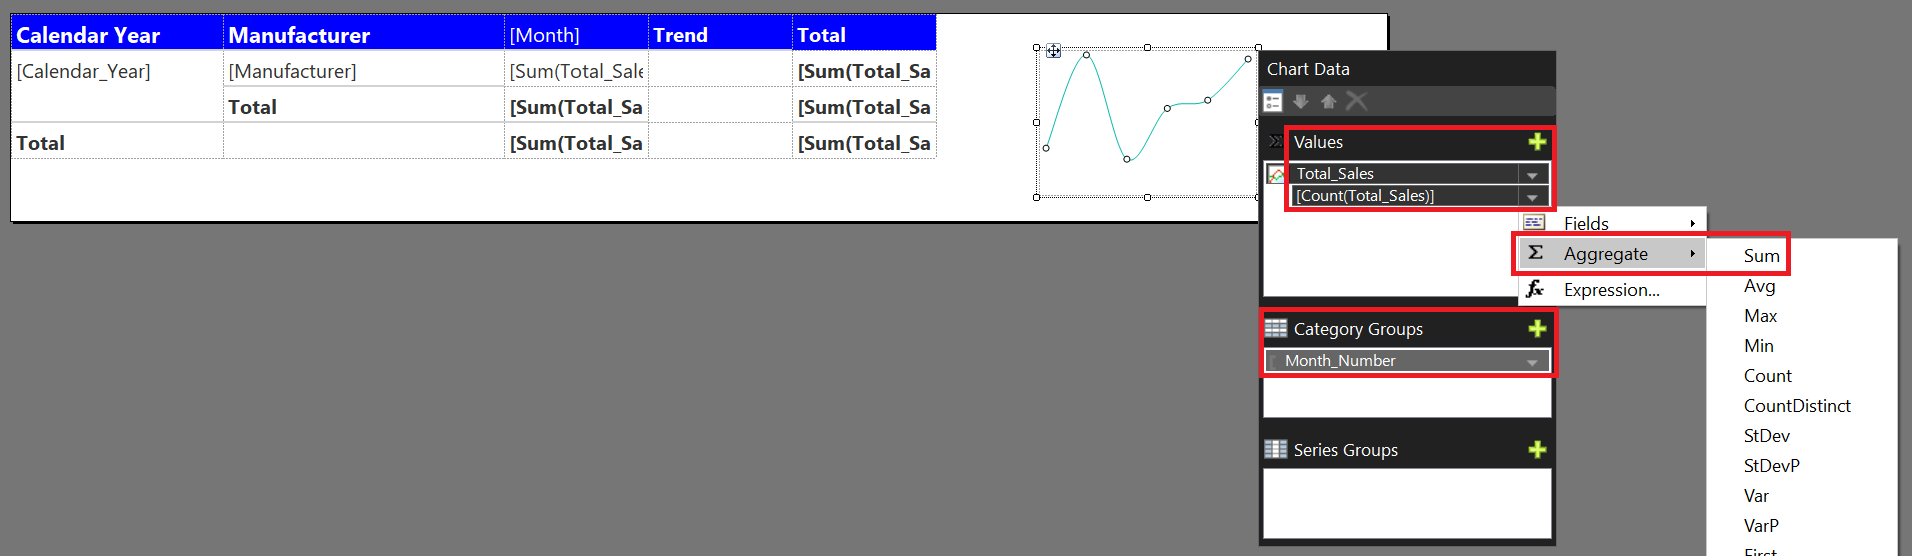 Calendar Year Manufacturer [Month] Trend Total
[Calendar_Year] [Manufacturer] [Sum(Total_Sale [Sum(Total_Sa
Total [Sum(Total_Sa [Sum(Total_Sa
Total [Sum(Total_Sa [Sum(Total_Sa
Chart Data
Values
Total_Sales
[Count(Total_Sales)]
Fields
Aggregate
Expression...
Sum
Avg
Max
Min
Count
CountDistinct
StDev
StDevP
Var
VarP
First
Category Groups
Month_Number
Series Groups